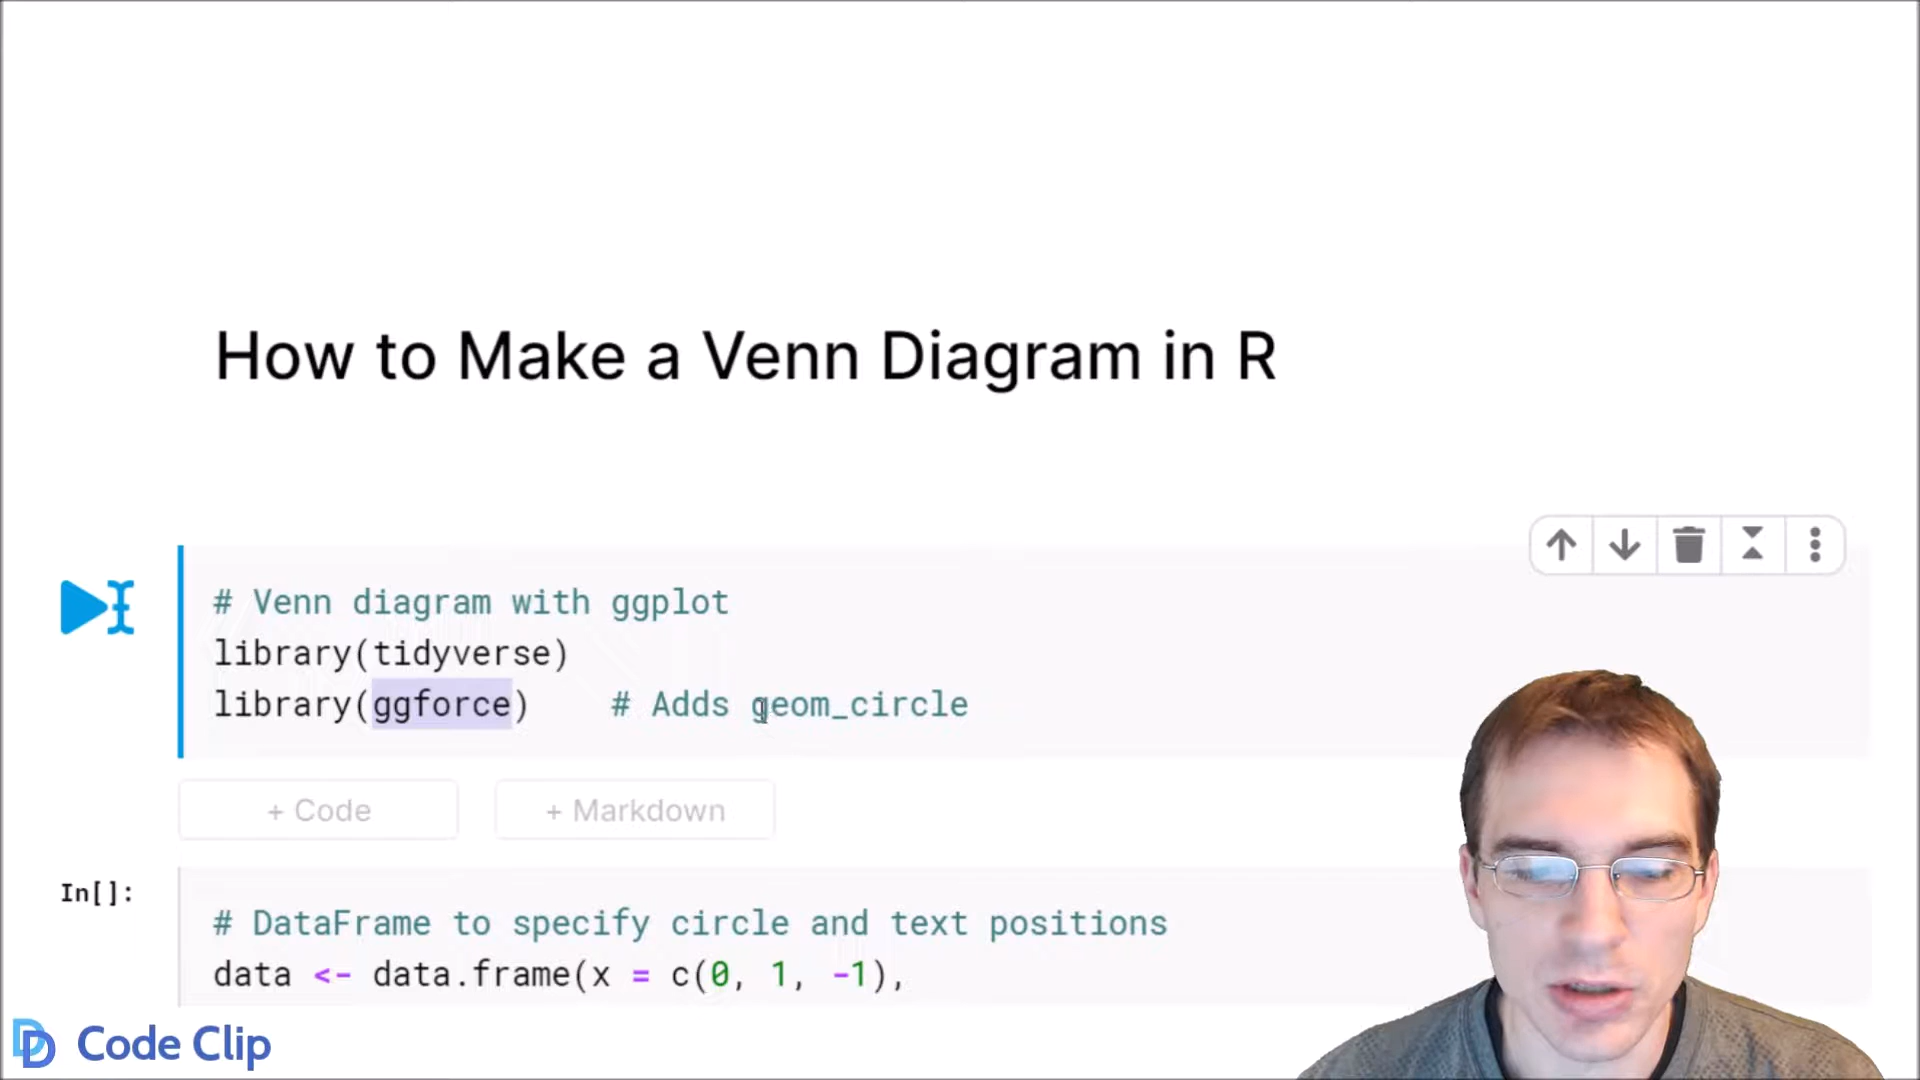 How to Make a Venn Diagram in R
# Venn diagram with ggplot
library(tidyverse)
library(ggforce)    # Adds geom_circle
+ Code
+ Markdown
In[]:
# DataFrame to specify circle and text positions
data <- data.frame(x = c(0, 1, -1),
Code Clip